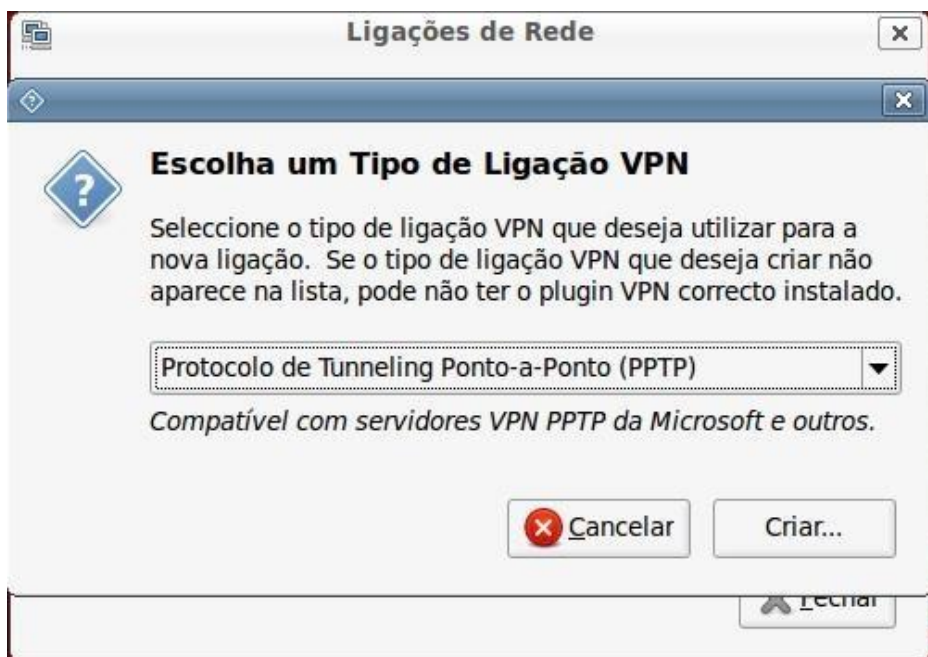 Ligações de Rede
Escolha um Tipo de Ligação VPN
Seleccione o tipo de ligação VPN que deseja utilizar para a
nova ligação.  Se o tipo de ligação VPN que deseja criar não
aparece na lista, pode não ter o plugin VPN correcto instalado.
Protocolo de Tunneling Ponto-a-Ponto (PPTP)
Compatível com servidores VPN PPTP da Microsoft e outros.
Cancelar
Criar...
Fechar